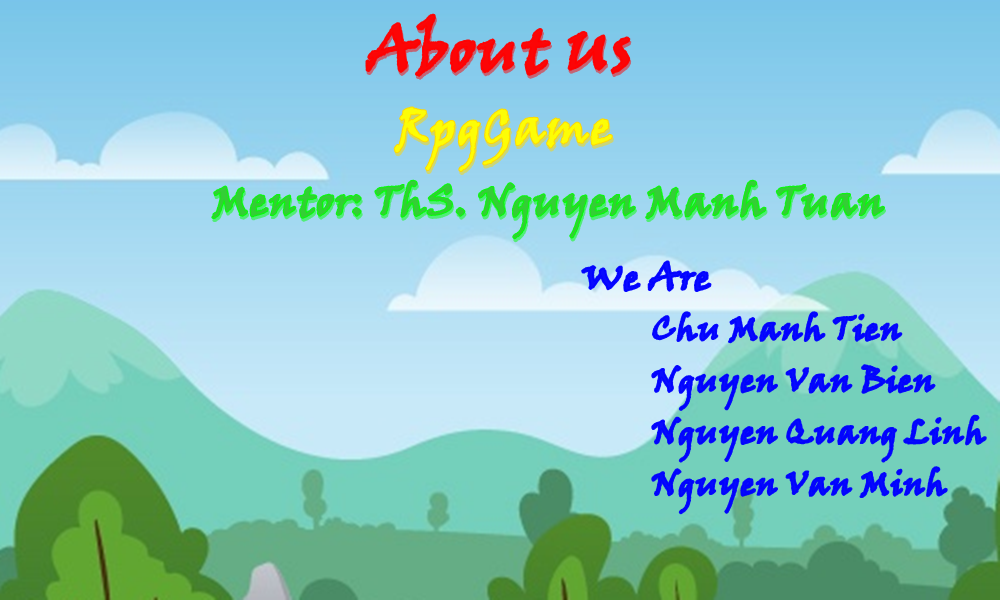 About Us
RpgGame
Mentor: ThS. Nguyen Manh Tuan
We Are
Chu Manh Tien
Nguyen Van Bien
Nguyen Quang Linh
Nguyen Van Minh